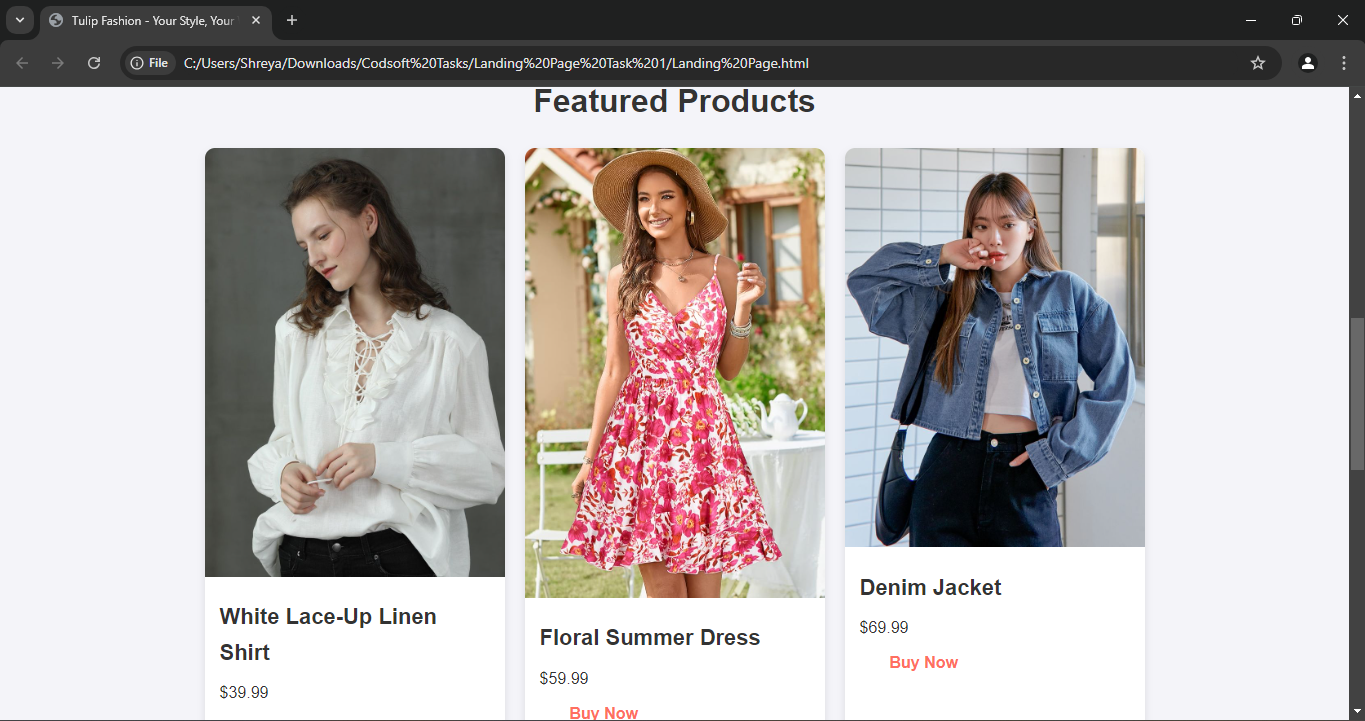 Tulip Fashion - Your Style, Your
File
C:/Users/Shreya/Downloads/Codsoft%20Tasks/Landing%20Page%20Task%201/Landing%20Page.html
Featured Products
White Lace-Up Linen
Shirt
$39.99
Floral Summer Dress
$59.99
Buy Now
Denim Jacket
$69.99
Buy Now